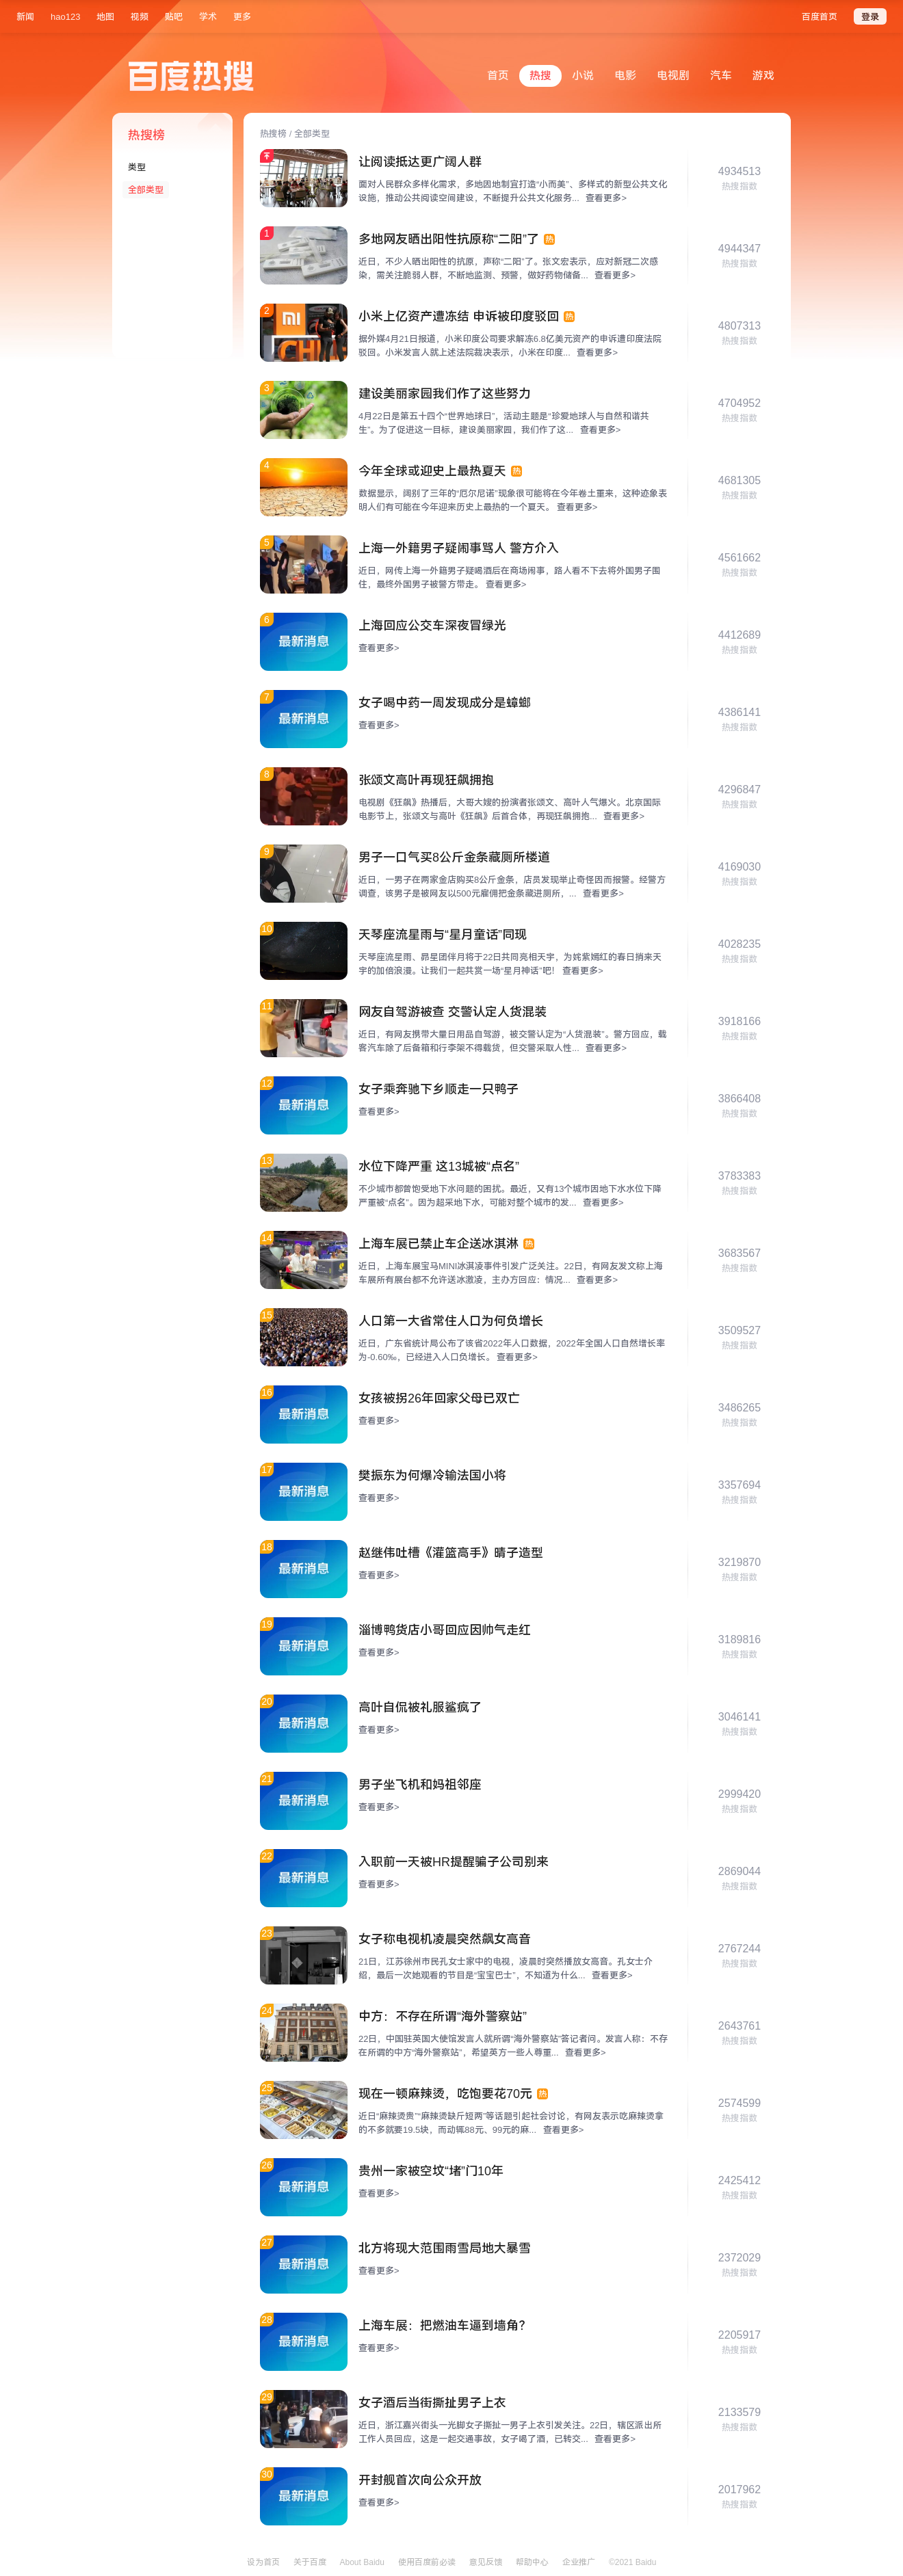 新闻 hao123 地图 视频 贴吧 学术 更多 百度首页 登录
百度热搜 首页 热搜 小说 电影 电视剧 汽车 游戏
热搜榜
类型
全部类型
热搜榜 / 全部类型
让阅读抵达更广阔人群
面对人民群众多样化需求，多地因地制宜打造“小而美”、多样式的新型公共文化
设施，推动公共阅读空间建设，不断提升公共文化服务... 查看更多>
4934513
热搜指数
1
多地网友晒出阳性抗原称“二阳”了 热
近日，不少人晒出阳性的抗原，声称“二阳”了。张文宏表示，应对新冠二次感
染，需关注脆弱人群，不断地监测、预警，做好药物储备... 查看更多>
4944347
热搜指数
2
小米上亿资产遭冻结 申诉被印度驳回 热
据外媒4月21日报道，小米印度公司要求解冻6.8亿美元资产的申诉遭印度法院
驳回。小米发言人就上述法院裁决表示，小米在印度... 查看更多>
4807313
热搜指数
3
建设美丽家园我们作了这些努力
4月22日是第五十四个“世界地球日”，活动主题是“珍爱地球人与自然和谐共
生”。为了促进这一目标，建设美丽家园，我们作了这... 查看更多>
4704952
热搜指数
4
今年全球或迎史上最热夏天 热
数据显示，阔别了三年的“厄尔尼诺”现象很可能将在今年卷土重来，这种迹象表
明人们有可能在今年迎来历史上最热的一个夏天。 查看更多>
4681305
热搜指数
5
上海一外籍男子疑闹事骂人 警方介入
近日，网传上海一外籍男子疑喝酒后在商场闹事，路人看不下去将外国男子围
住，最终外国男子被警方带走。 查看更多>
4561662
热搜指数
6
最新消息
上海回应公交车深夜冒绿光
查看更多>
4412689
热搜指数
7
最新消息
女子喝中药一周发现成分是蟑螂
查看更多>
4386141
热搜指数
8
张颂文高叶再现狂飙拥抱
电视剧《狂飙》热播后，大哥大嫂的扮演者张颂文、高叶人气爆火。北京国际
电影节上，张颂文与高叶《狂飙》后首合体，再现狂飙拥抱... 查看更多>
4296847
热搜指数
9
男子一口气买8公斤金条藏厕所楼道
近日，一男子在两家金店购买8公斤金条，店员发现举止奇怪因而报警。经警方
调查，该男子是被网友以500元雇佣把金条藏进厕所，... 查看更多>
4169030
热搜指数
10
天琴座流星雨与“星月童话”同现
天琴座流星雨、昴星团伴月将于22日共同亮相天宇，为姹紫嫣红的春日捎来天
宇的加倍浪漫。让我们一起共赏一场“星月神话”吧！ 查看更多>
4028235
热搜指数
11
网友自驾游被查 交警认定人货混装
近日，有网友携带大量日用品自驾游，被交警认定为“人货混装”。警方回应，载
客汽车除了后备箱和行李架不得载货，但交警采取人性... 查看更多>
3918166
热搜指数
12
最新消息
女子乘奔驰下乡顺走一只鸭子
查看更多>
3866408
热搜指数
13
水位下降严重 这13城被“点名”
不少城市都曾饱受地下水问题的困扰。最近，又有13个城市因地下水水位下降
严重被“点名”。因为超采地下水，可能对整个城市的发... 查看更多>
3783383
热搜指数
14
上海车展已禁止车企送冰淇淋 热
近日，上海车展宝马MINI冰淇凌事件引发广泛关注。22日，有网友发文称上海
车展所有展台都不允许送冰激凌，主办方回应：情况... 查看更多>
3683567
热搜指数
15
人口第一大省常住人口为何负增长
近日，广东省统计局公布了该省2022年人口数据，2022年全国人口自然增长率
为-0.60‰，已经进入人口负增长。 查看更多>
3509527
热搜指数
16
最新消息
女孩被拐26年回家父母已双亡
查看更多>
3486265
热搜指数
17
最新消息
樊振东为何爆冷输法国小将
查看更多>
3357694
热搜指数
18
最新消息
赵继伟吐槽《灌篮高手》晴子造型
查看更多>
3219870
热搜指数
19
最新消息
淄博鸭货店小哥回应因帅气走红
查看更多>
3189816
热搜指数
20
最新消息
高叶自侃被礼服鲨疯了
查看更多>
3046141
热搜指数
21
最新消息
男子坐飞机和妈祖邻座
查看更多>
2999420
热搜指数
22
最新消息
入职前一天被HR提醒骗子公司别来
查看更多>
2869044
热搜指数
23
女子称电视机凌晨突然飙女高音
21日，江苏徐州市民孔女士家中的电视，凌晨时突然播放女高音。孔女士介
绍，最后一次她观看的节目是“宝宝巴士”，不知道为什么... 查看更多>
2767244
热搜指数
24
中方：不存在所谓“海外警察站”
22日，中国驻英国大使馆发言人就所谓“海外警察站”答记者问。发言人称：不存
在所谓的中方“海外警察站”，希望英方一些人尊重... 查看更多>
2643761
热搜指数
25
现在一顿麻辣烫，吃饱要花70元 热
近日“麻辣烫贵”“麻辣烫缺斤短两”等话题引起社会讨论，有网友表示吃麻辣烫拿
的不多就要19.5块，而动辄88元、99元的麻... 查看更多>
2574599
热搜指数
26
最新消息
贵州一家被空坟“堵”门10年
查看更多>
2425412
热搜指数
27
最新消息
北方将现大范围雨雪局地大暴雪
查看更多>
2372029
热搜指数
28
最新消息
上海车展：把燃油车逼到墙角？
查看更多>
2205917
热搜指数
29
女子酒后当街撕扯男子上衣
近日，浙江嘉兴街头一光脚女子撕扯一男子上衣引发关注。22日，辖区派出所
工作人员回应，这是一起交通事故，女子喝了酒，已转交... 查看更多>
2133579
热搜指数
30
最新消息
开封舰首次向公众开放
查看更多>
2017962
热搜指数
设为首页 关于百度 About Baidu 使用百度前必读 意见反馈 帮助中心 企业推广 ©2021 Baidu